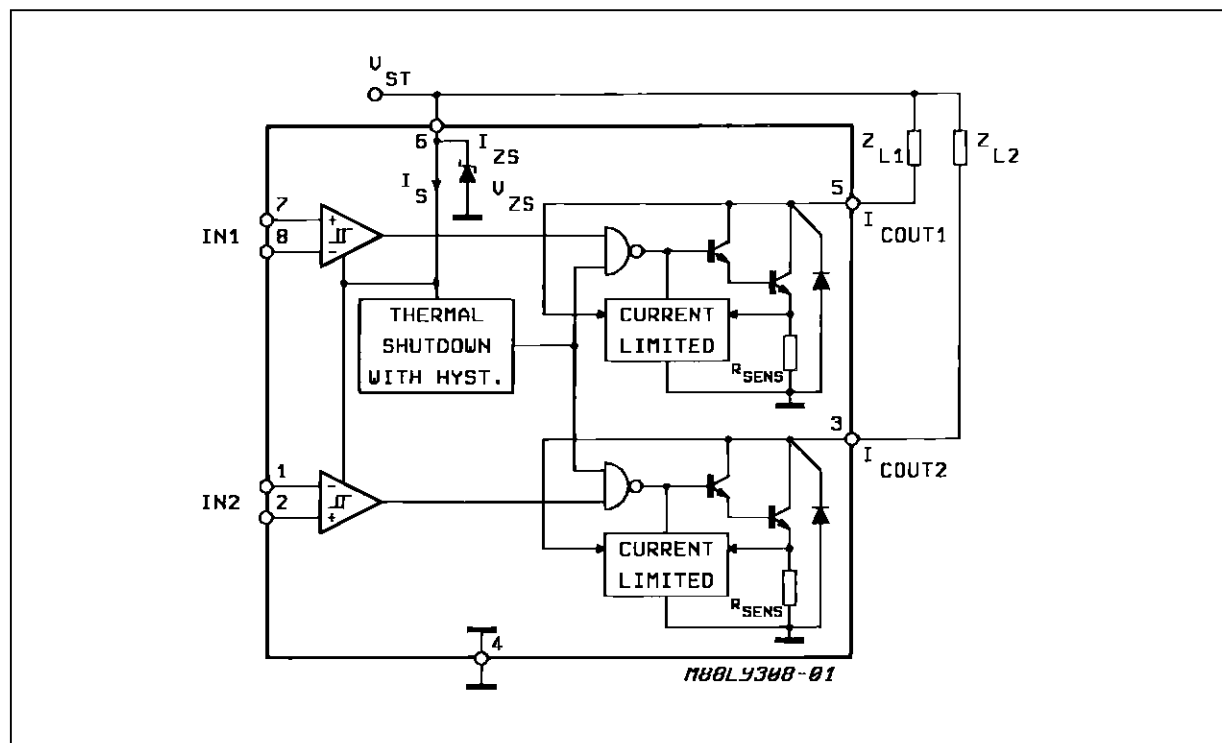 V ST
6
I ZS
Z L1
Z L2
I S
V ZS
5
7
IN1
8
I COUT1
THERMAL
SHUTDOWN
WITH HYST.
CURRENT
LIMITED
R SENS
3
I COUT2
1
IN2
2
CURRENT
LIMITED
R SENS
4
M88L9308-01